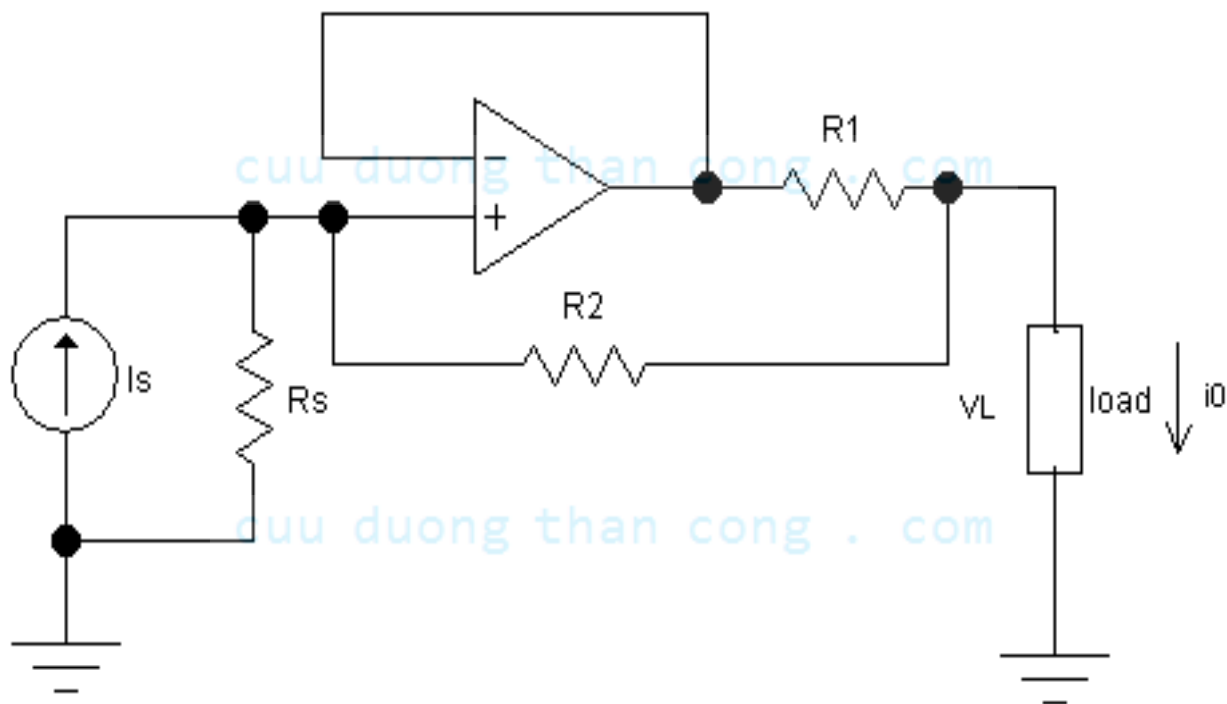 R1
cuu duong than cong . com
−
+
R2
Is
Rs
VL
load
i0
cuu duong than cong . com